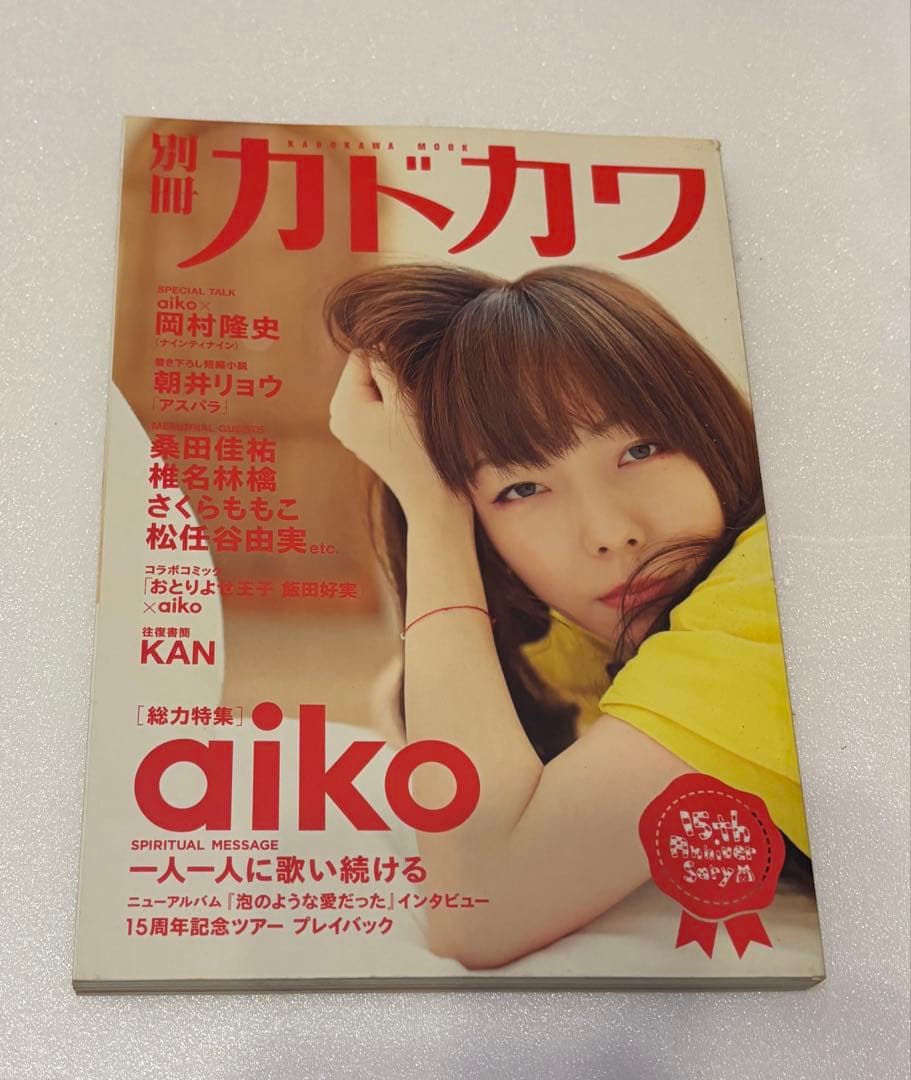 KADOKAWA MOOK
別冊 カドカワ
SPECIAL TALK
aiko×
岡村隆史
(ナインティナイン)
書き下ろし短編小説
朝井リョウ
「アスパラ」
MEMORIAL GUESTS
桑田佳祐
椎名林檎
さくらももこ
松任谷由実etc.
コラボコミック
「おとりよせ王子 飯田好実」
×aiko
往復書簡
KAN
[総力特集]
aiko
SPIRITUAL MESSAGE
一人一人に歌い続ける
ニューアルバム『泡のような愛だった』インタビュー
15周年記念ツアー プレイバック
15th
Anniver
Sary